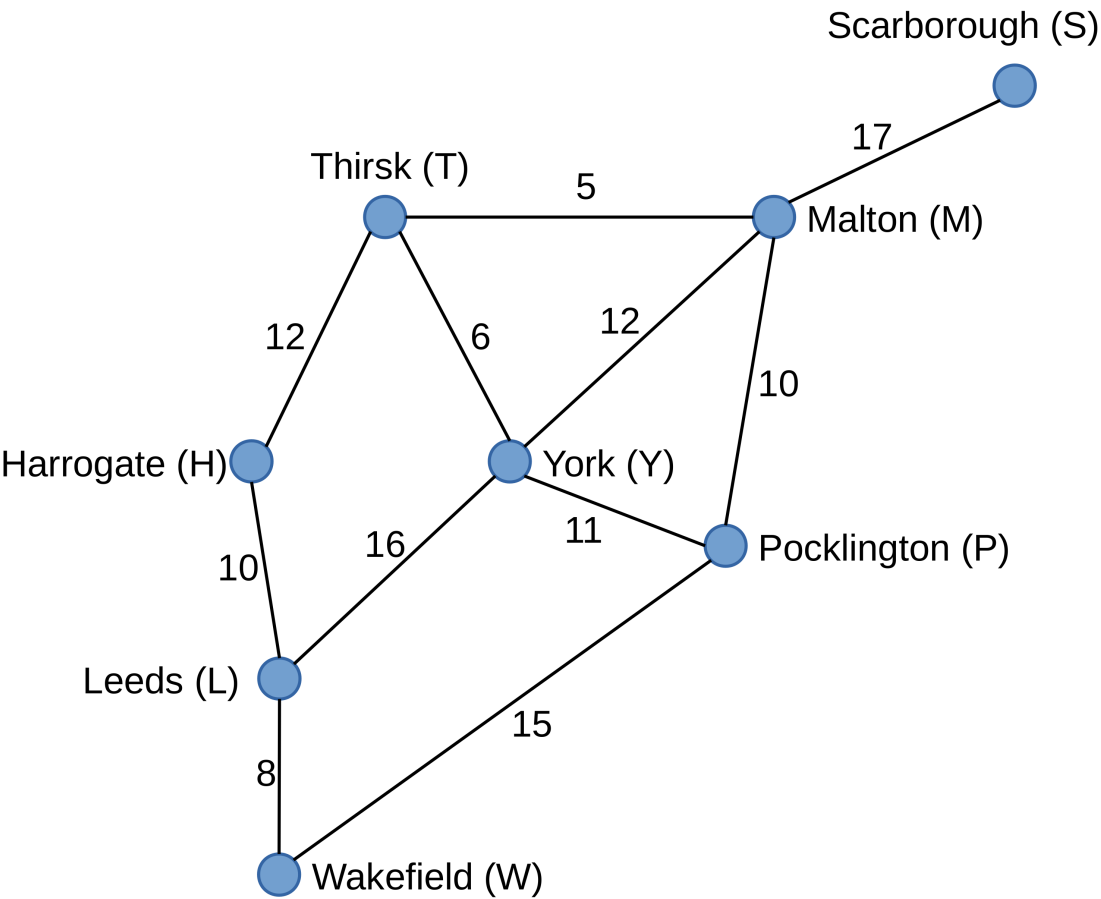 Scarborough (S)
17
Thirsk (T)
5
Malton (M)
12
6
12
10
Harrogate (H)
York (Y)
11
16
Pocklington (P)
10
Leeds (L)
15
8
Wakefield (W)